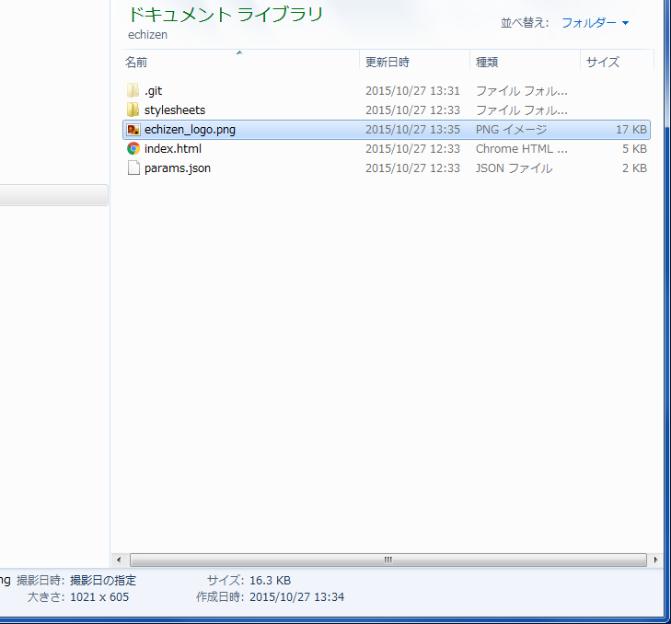 ドキュメント ライブラリ
echizen
並べ替え: フォルダー
名前 更新日時 種類 サイズ
.git 2015/10/27 13:31 ファイル フォル...
stylesheets 2015/10/27 12:33 ファイル フォル...
echizen_logo.png 2015/10/27 13:35 PNG イメージ 17 KB
index.html 2015/10/27 12:33 Chrome HTML ... 5 KB
params.json 2015/10/27 12:33 JSON ファイル 2 KB
ng 撮影日時: 撮影日の指定 サイズ: 16.3 KB
大きさ: 1021 x 605 作成日時: 2015/10/27 13:34